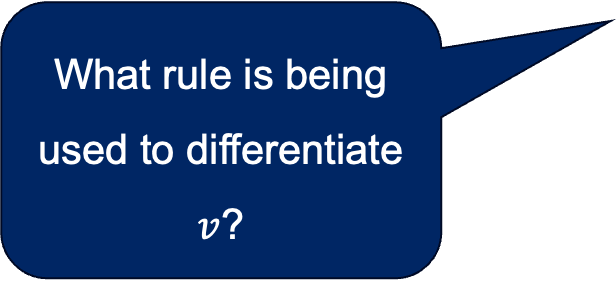 What rule is being
used to differentiate
𝑣?